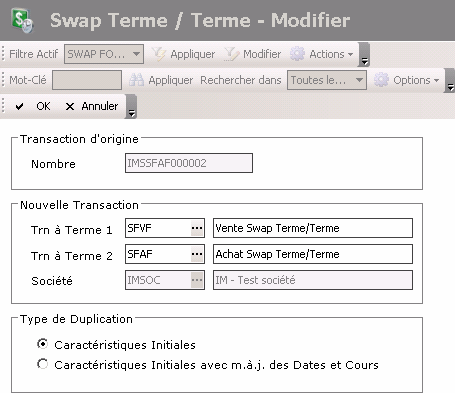 Swap Terme / Terme - Modifier
Filtre Actif SWAP FO... Appliquer Modifier Actions
Mot-Clé Appliquer Rechercher dans Toutes le... Options
OK Annuler
Transaction d'origine
Nombre IMSSFAF000002
Nouvelle Transaction
Trn à Terme 1 SFVF ... Vente Swap Terme/Terme
Trn à Terme 2 SFAF ... Achat Swap Terme/Terme
Société IMSOC ... IM - Test société
Type de Duplication
Caractéristiques Initiales
Caractéristiques Initiales avec m.à.j. des Dates et Cours